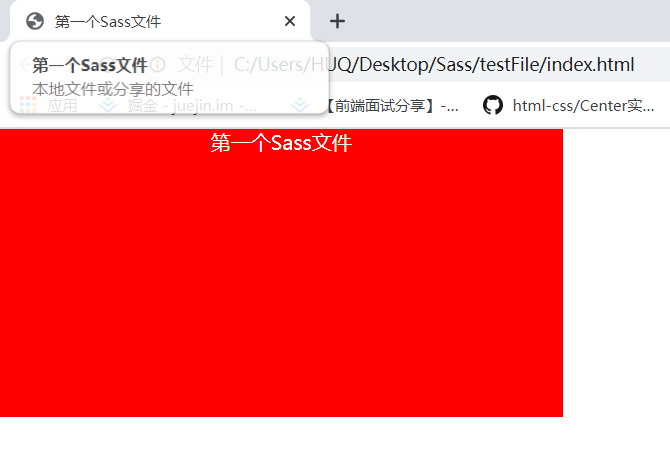 第一个Sass文件
第一个Sass文件
文件 | C:/Users/HUQ/Desktop/Sass/testFile/index.html
本地文件或分享的文件
应用 掘金 - juejin.im -... 【前端面试分享】-... html-css/Center实...
第一个Sass文件